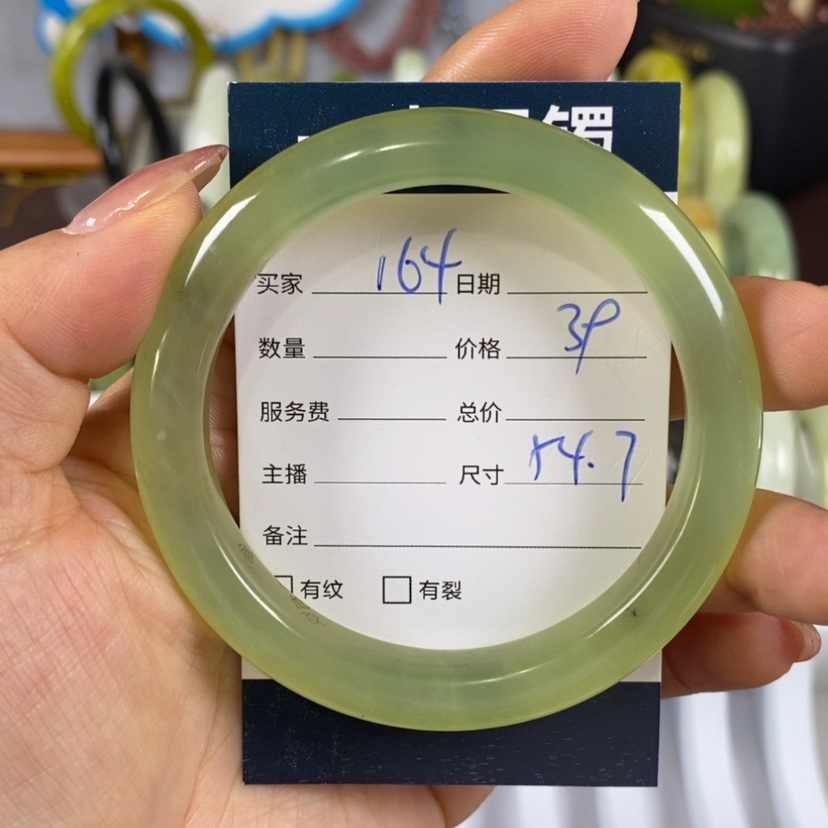 镯
买家 164 日期
数量 价格 39
服务费 总价
主播 尺寸 54.7
备注
有纹 有裂